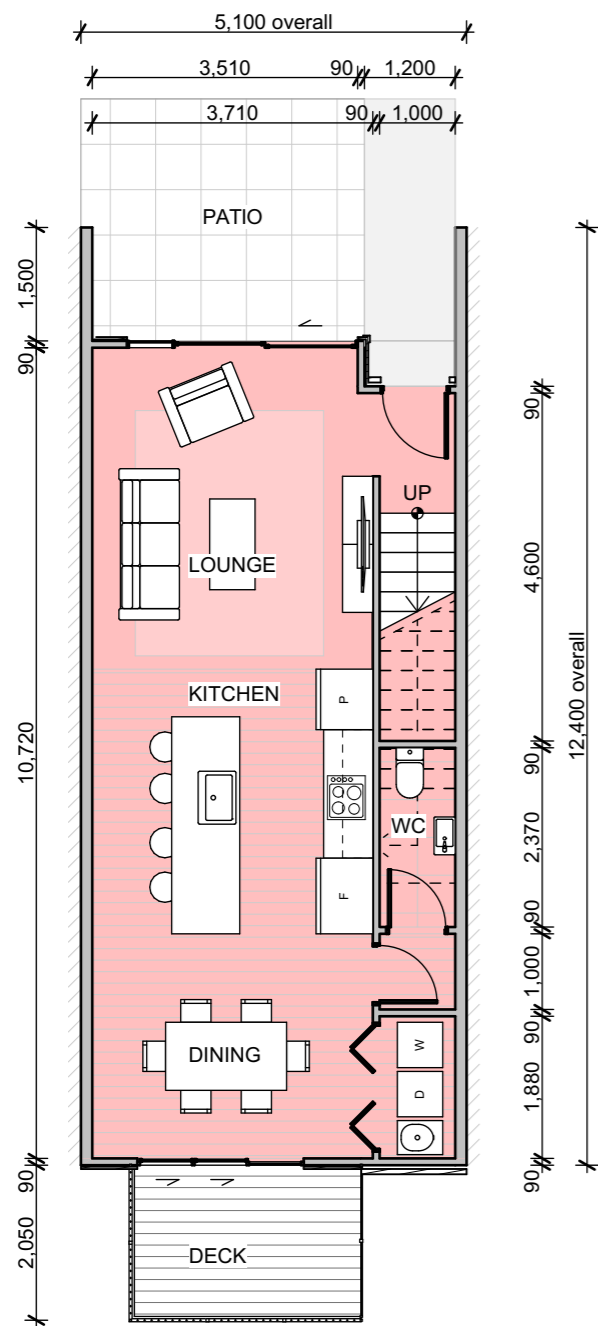 5,100 overall
3,510 90 1,200
3,710 90 1,000
PATIO
1,500
90
90
UP
LOUNGE
4,600
KITCHEN
P
12,400 overall
10,720
90
WC
2,370
F
90
1,000
W
DINING
90
D
1,880
90
90
DECK
2,050